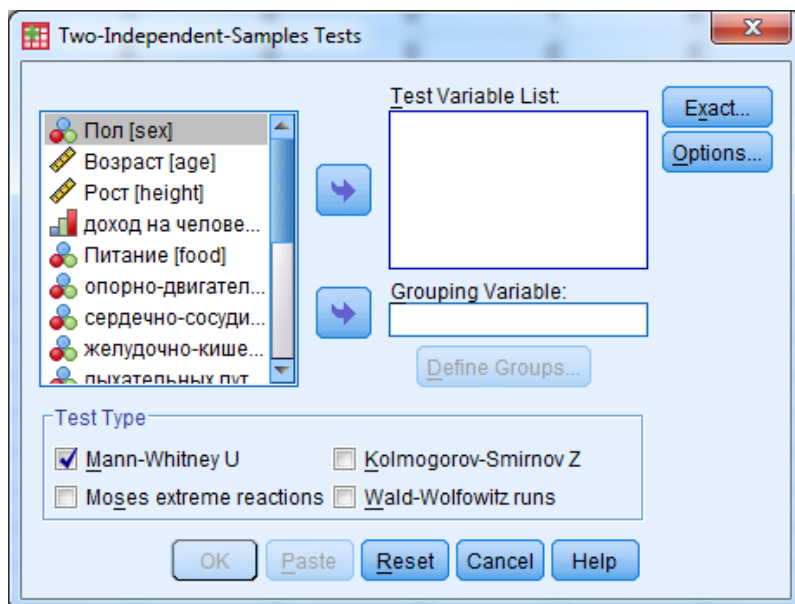 Two-Independent-Samples Tests
Test Variable List:
Exact...
Options...
Пол [sex]
Возраст [age]
Рост [height]
доход на челове...
Питание [food]
опорно-двигател...
сердечно-сосуди...
желудочно-кише...
дыхательных пут
Grouping Variable:
Define Groups...
Test Type
Mann-Whitney U
Kolmogorov-Smirnov Z
Moses extreme reactions
Wald-Wolfowitz runs
OK
Paste
Reset
Cancel
Help